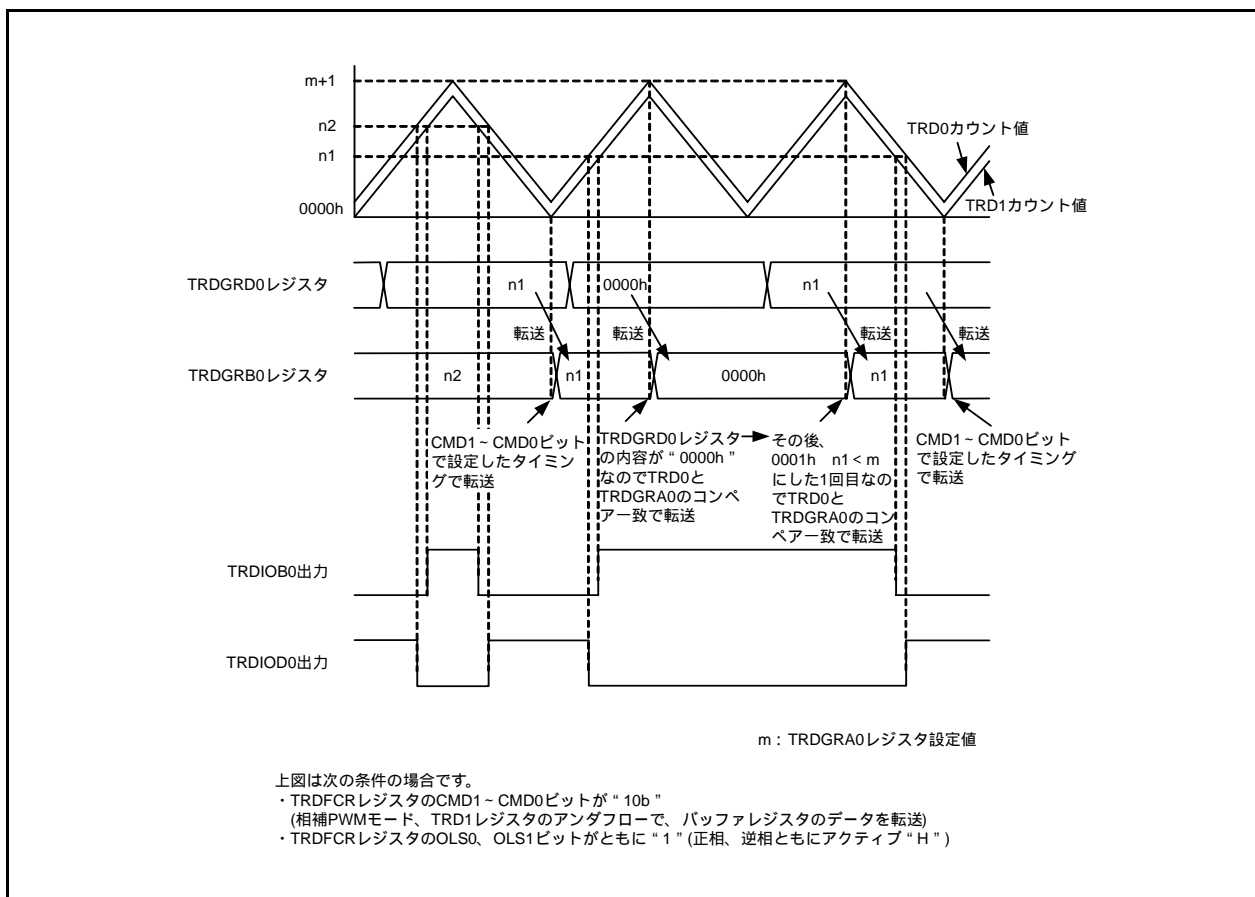 m+1
n2
n1
0000h
TRD0カウント値
TRD1カウント値
TRDGRD0レジスタ
n1
0000h
n1
転送
転送
転送
転送
TRDGRB0レジスタ
n2
n1
0000h
n1
CMD1~CMD0ビット
で設定したタイミン
グで転送
TRDGRD0レジスタ
の内容が“0000h”
なのでTRD0と
TRDGRA0のコンペ
アー致で転送
その後、
0001h n1<m
にした1回目なの
でTRD0と
TRDGRA0のコン
ペアー致で転送
CMD1~CMD0ビット
で設定したタイミング
で転送
TRDIOB0出力
TRDIOD0出力
m:TRDGRA0レジスタ設定値
上図は次の条件の場合です。
・TRDFCRレジスタのCMD1~CMD0ビットが“10b”
(相補PWMモード、TRD1レジスタのアンダフローで、バッファレジスタのデータを転送)
・TRDFCRレジスタのOLS0、OLS1ビットがともに“1”(正相、逆相ともにアクティブ“H”)